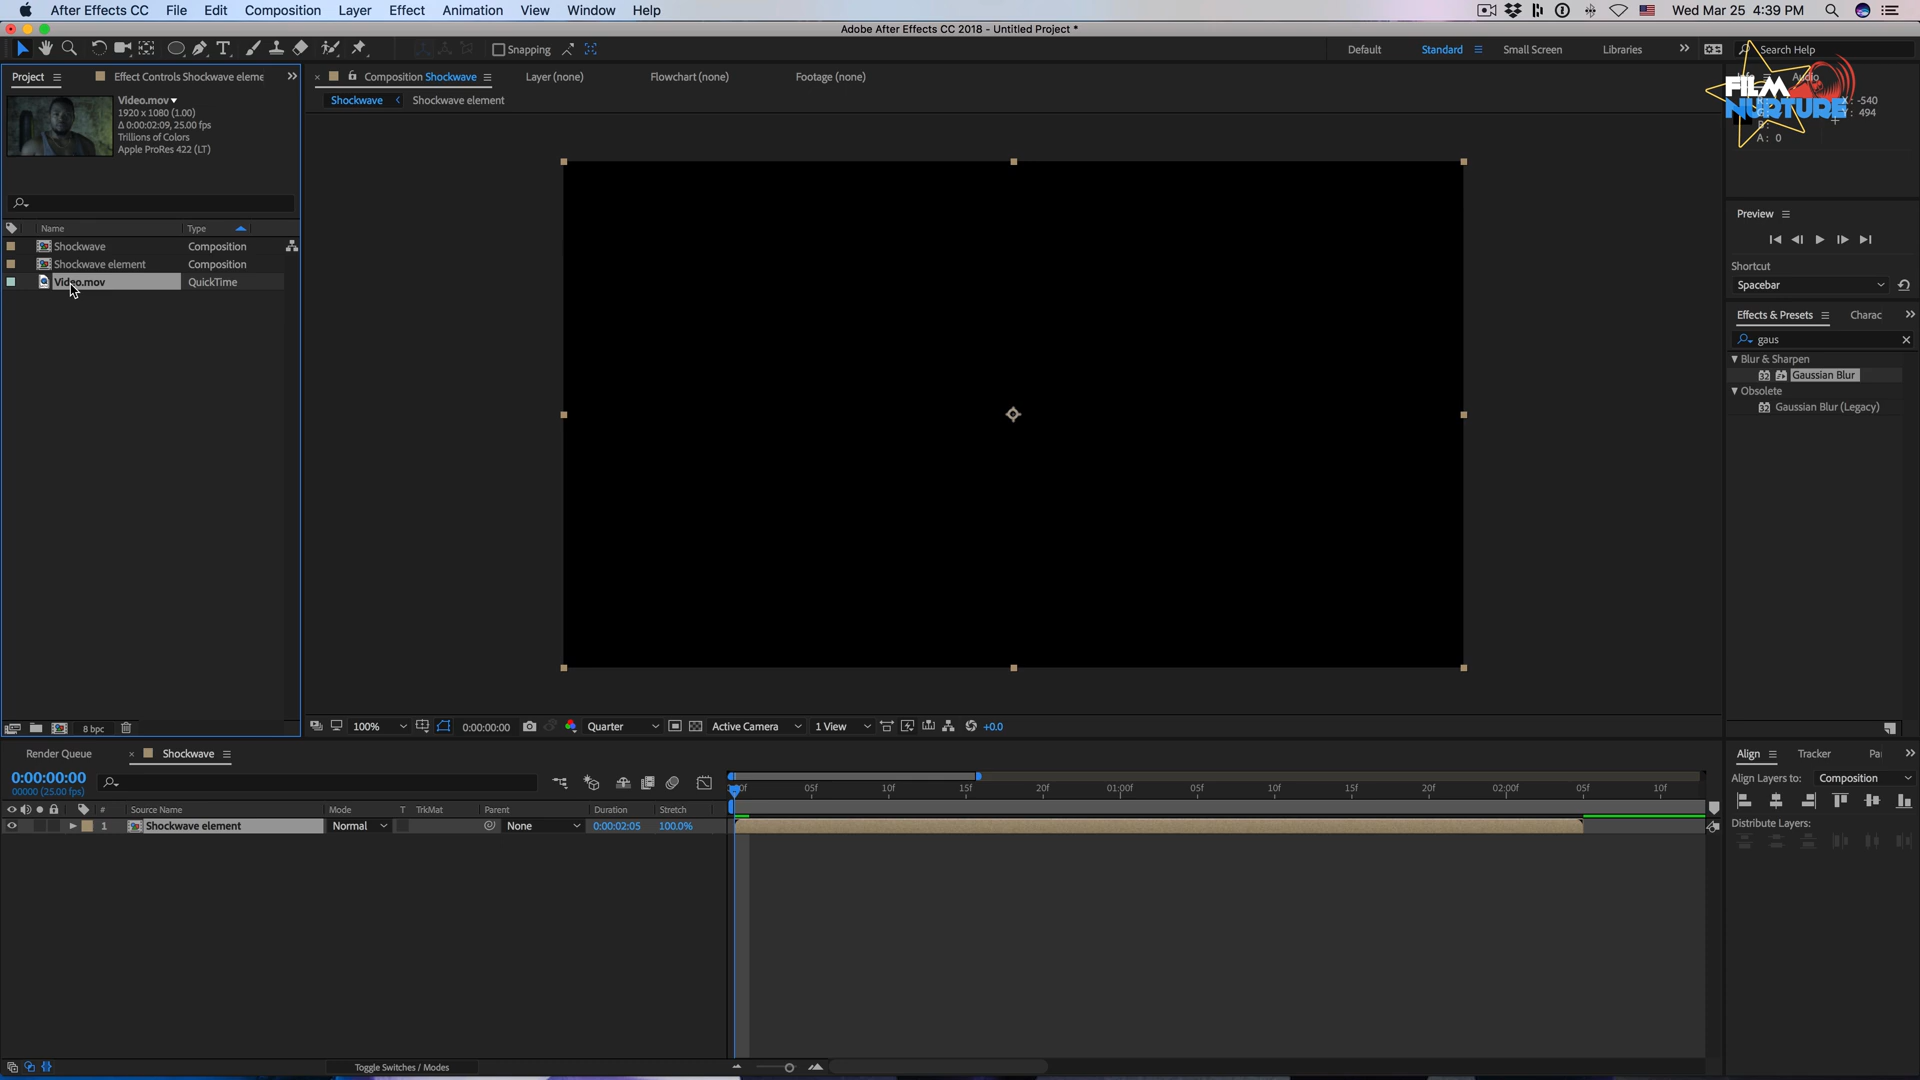 After Effects CC File Edit Composition Layer Effect Animation View Window Help Wed Mar 25 4:39 PM
Adobe After Effects CC 2018 - Untitled Project *
Snapping Default Standard Small Screen Libraries Search Help
Project Effect Controls Shockwave eleme
Composition Shockwave Layer (none) Flowchart (none) Footage (none)
Shockwave Shockwave element
Video.mov
1920 x 1080 (1.00)
Δ 0:00:02:09, 25.00 fps
Trillions of Colors
Apple ProRes 422 (LT)
FILM
NURTURE
Audio
X: -540
Y: 494
B:
A: 0
Name Type
Shockwave Composition
Shockwave element Composition
Video.mov QuickTime
Preview
Shortcut
Spacebar
Effects & Presets Charac
gaus
Blur & Sharpen
32 Gaussian Blur
Obsolete
32 Gaussian Blur (Legacy)
8 bpc
100% 0:00:00:00 Quarter Active Camera 1 View +0.0
Render Queue Shockwave
0:00:00:00
00000 (25.00 fps)
:00f 05f 10f 15f 20f 01:00f 05f 10f 15f 20f 02:00f 05f 10f
# Source Name Mode T TrkMat Parent Duration Stretch
1 Shockwave element Normal None 0:00:02:05 100.0%
Toggle Switches / Modes
Align Tracker Pa
Align Layers to: Composition
Distribute Layers: